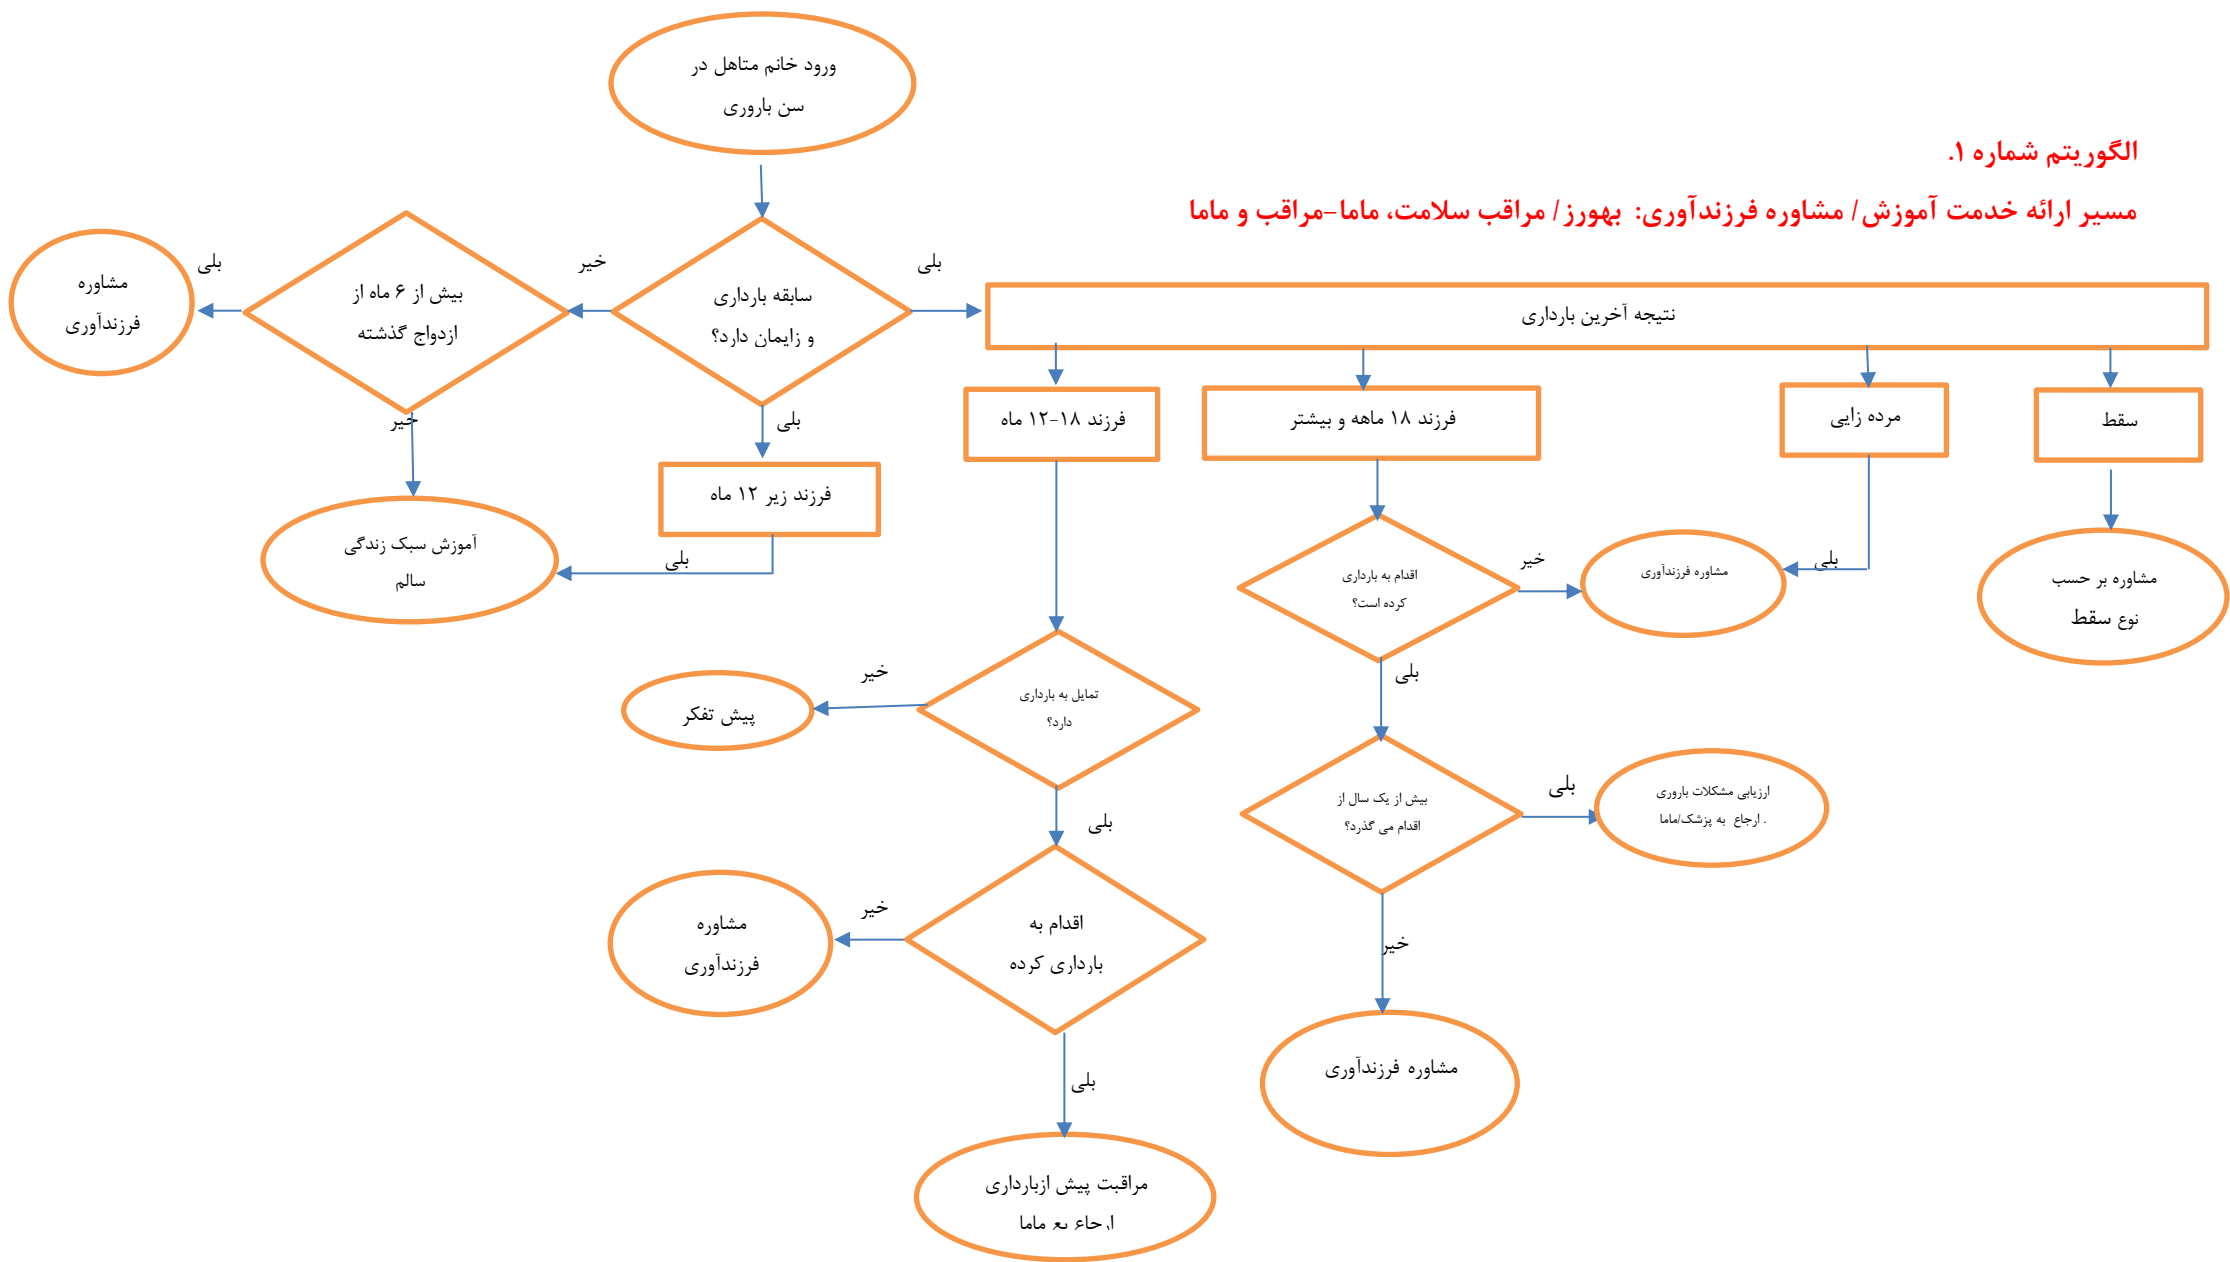 ورود خانم متاهل در
سن باروری
الگوریتم شماره ۱.
مسیر ارائه خدمت آموزش/ مشاوره فرزندآوری: بهورز/ مراقب سلامت، ماما-مراقب و ماما
بلی
خیر
بلی
نتیجه آخرین بارداری
سابقه بارداری
و زایمان دارد؟
بیش از ۶ ماه از
ازدواج گذشته
مشاوره
فرزندآوری
سقط
مرده زایی
فرزند ۱۸ ماهه و بیشتر
فرزند ۱۸-۱۲ ماه
بلی
خیر
فرزند زیر ۱۲ ماه
آموزش سبک زندگی
سالم
بلی
مشاوره بر حسب
نوع سقط
بلی
مشاوره فرزندآوری
خیر
اقدام به بارداری
کرده است؟
بلی
تمایل به بارداری
دارد؟
خیر
پیش تفکر
بیش از یک سال از
اقدام می گذرد؟
بلی
ارزیابی مشکلات باروری
. ارجاع به پزشک/ماما
بلی
اقدام به
بارداری کرده
خیر
مشاوره
فرزندآوری
خیر
مشاوره فرزندآوری
بلی
مراقبت پیش ازبارداری
ارجاع به ماما